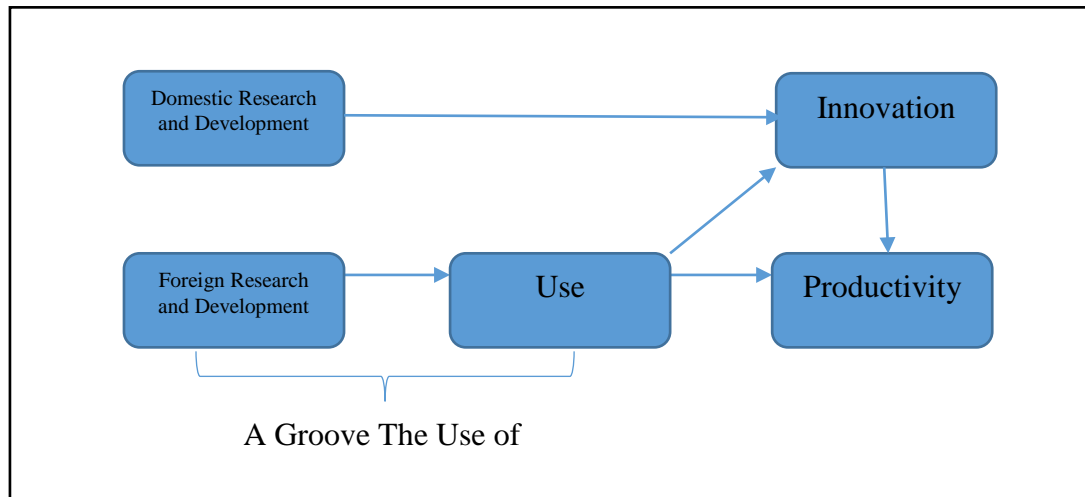 Domestic Research
and Development
Innovation
Foreign Research
and Development
Use
Productivity
A Groove The Use of